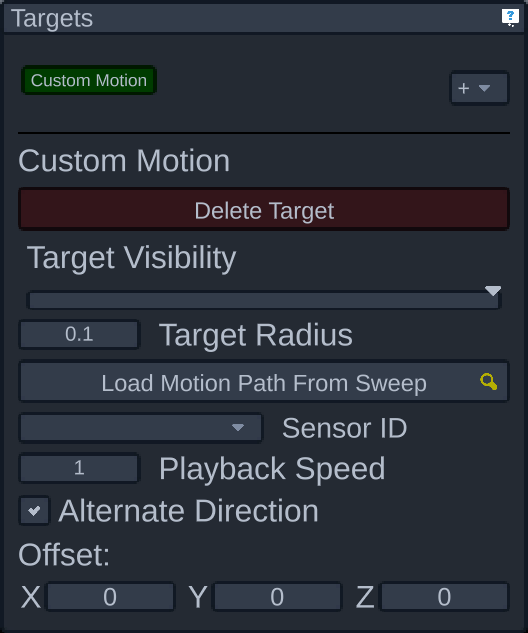 Targets ?
Custom Motion
+
Custom Motion
Delete Target
Target Visibility
0.1 Target Radius
Load Motion Path From Sweep
Sensor ID
1 Playback Speed
Alternate Direction
Offset:
X 0 Y 0 Z 0